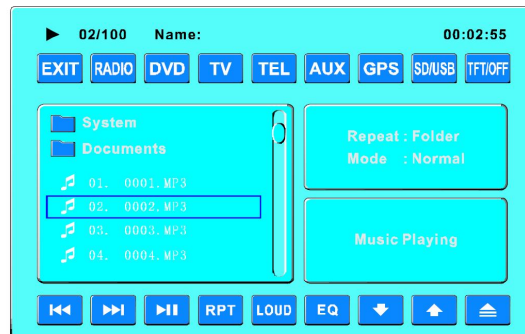 02/100 Name: 00:02:55
EXIT RADIO DVD TV TEL AUX GPS SD/USB TFT/OFF
System
Documents
01. 0001.MP3
02. 0002.MP3
03. 0003.MP3
04. 0004.MP3
Repeat : Folder
Mode : Normal
Music Playing
RPT LOUD EQ